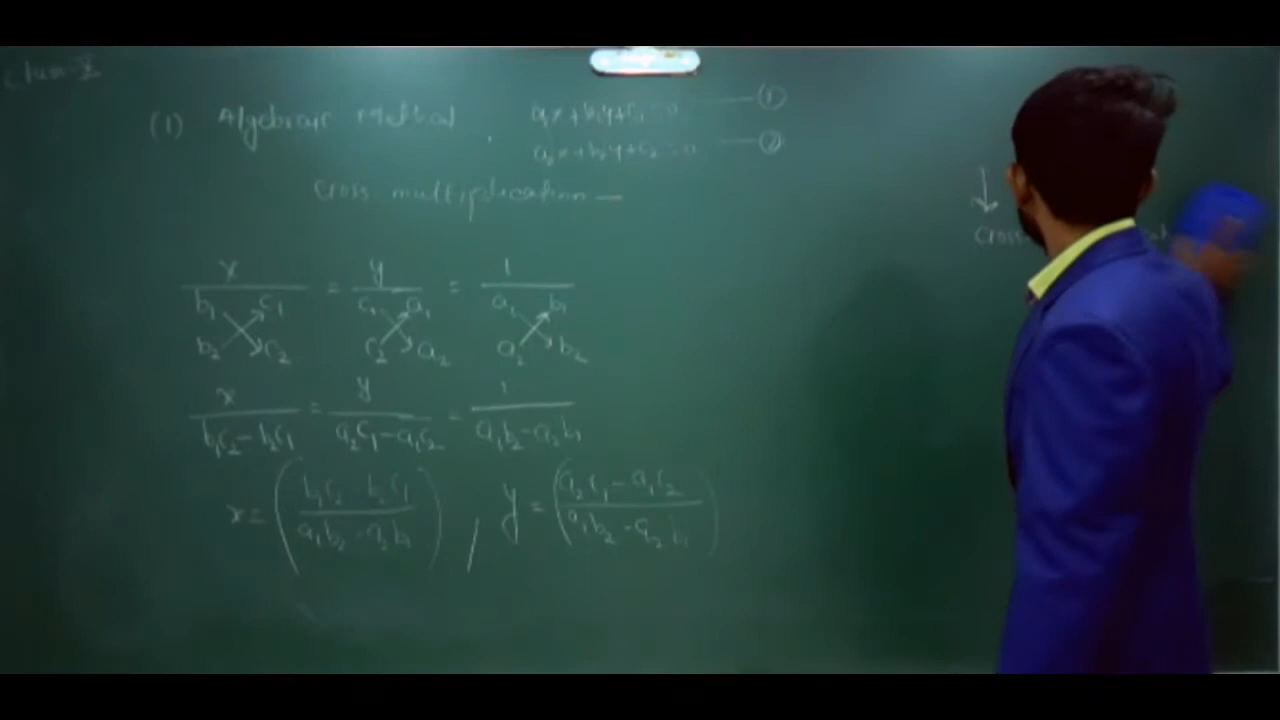 Class-X
(1) Algebraic Method
a₁x+b₁y+c₁=0 —— ①
a₂x+b₂y+c₂=0 —— ②
Cross multiplication —
↓
Cross
x / (b₁ c₁ b₂ c₂) = y / (c₁ a₁ c₂ a₂) = 1 / (a₁ b₁ a₂ b₂)
x / (b₁c₂ - b₂c₁) = y / (a₂c₁ - a₁c₂) = 1 / (a₁b₂ - a₂b₁)
x = ((b₁c₂ - b₂c₁) / (a₁b₂ - a₂b₁)) , y = ((a₂c₁ - a₁c₂) / (a₁b₂ - a₂b₁))